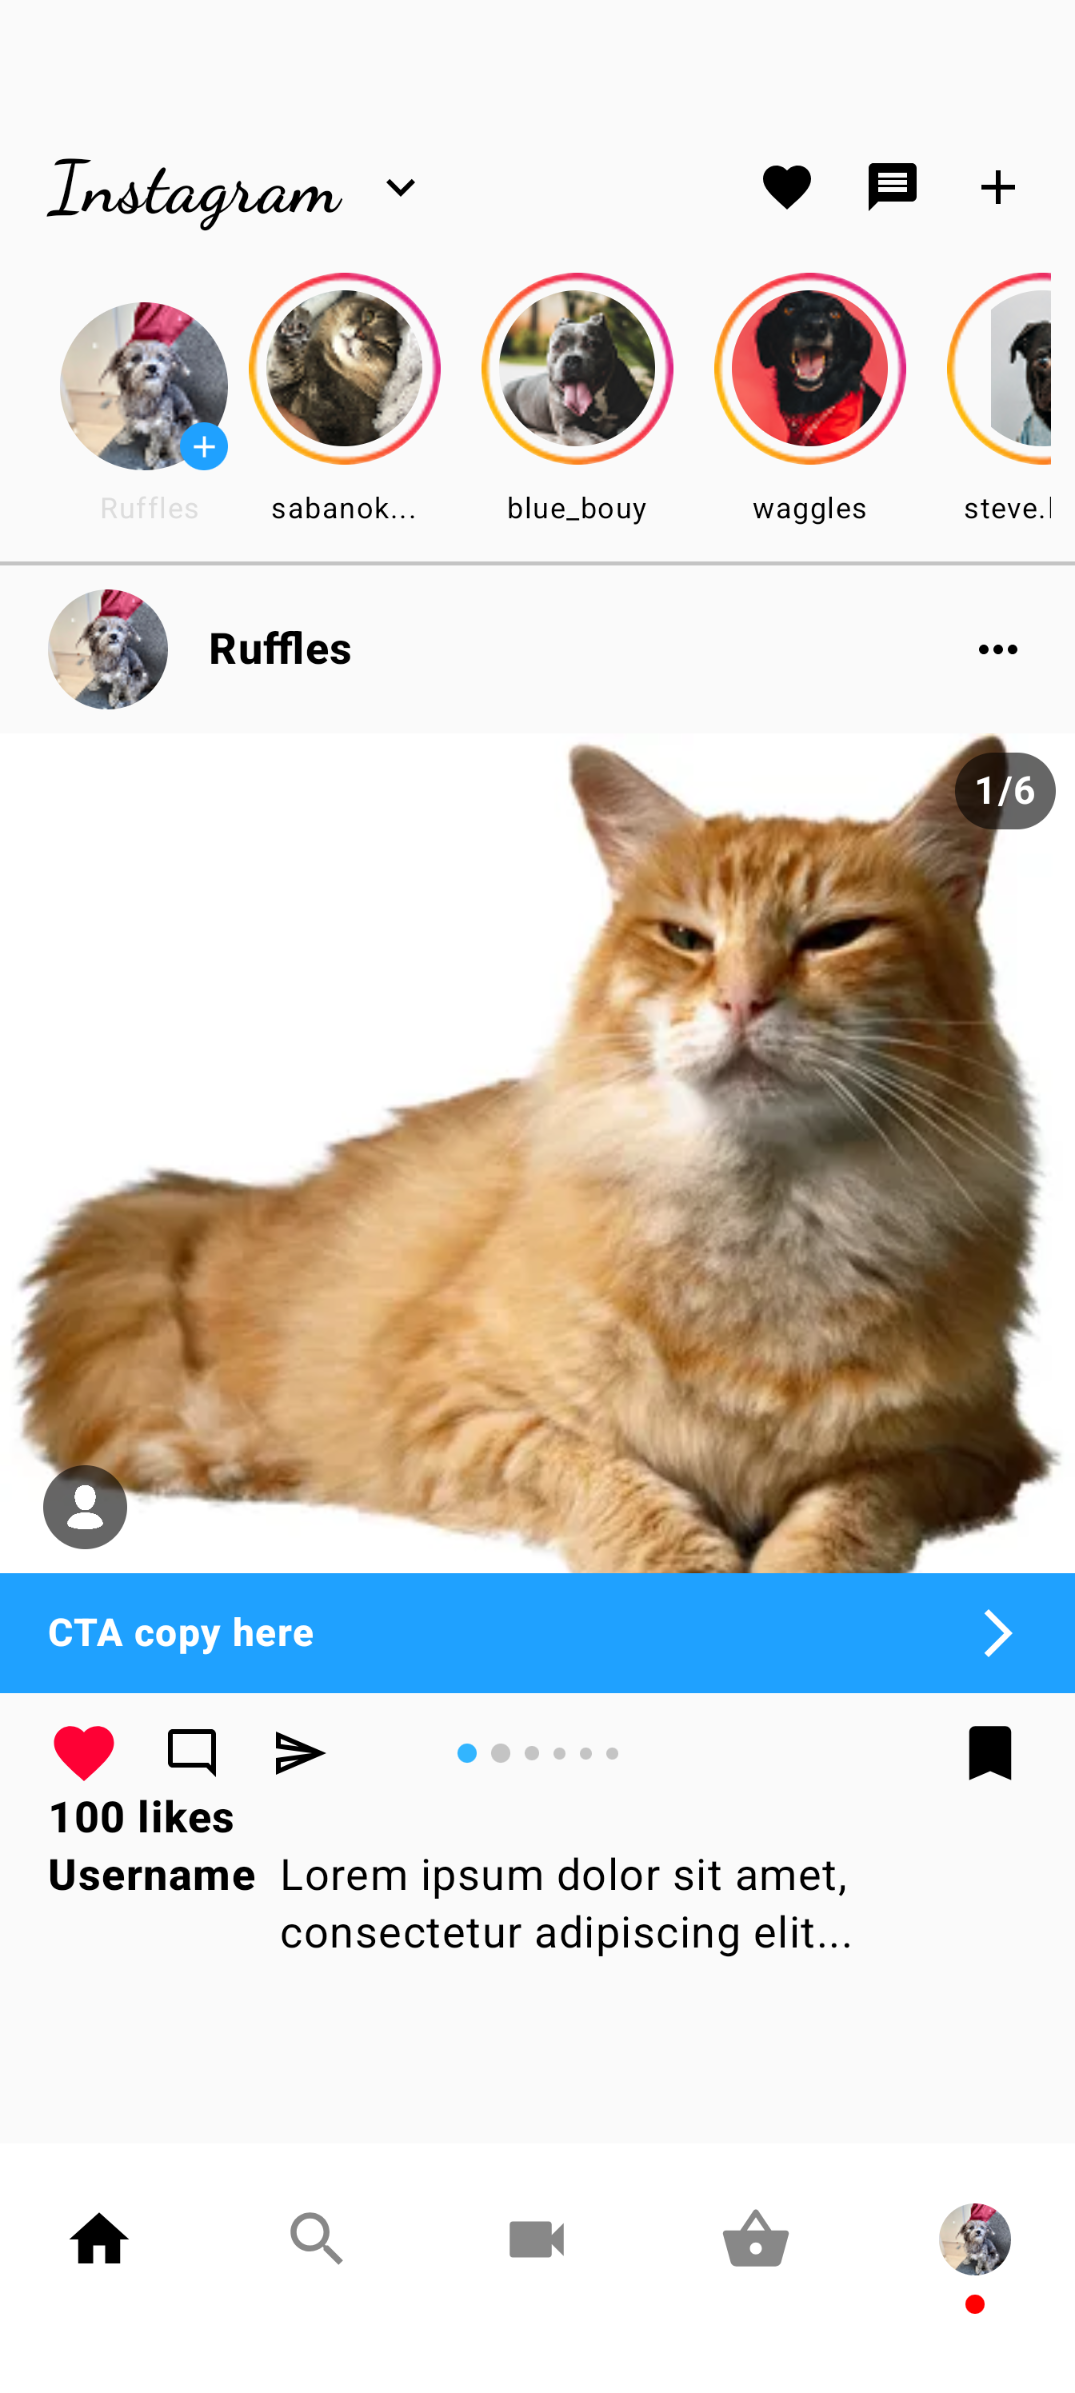 Instagram
Ruffles
sabanok...
blue_bouy
waggles
steve.
Ruffles
1/6
CTA copy here
100 likes
Username Lorem ipsum dolor sit amet,
consectetur adipiscing elit...